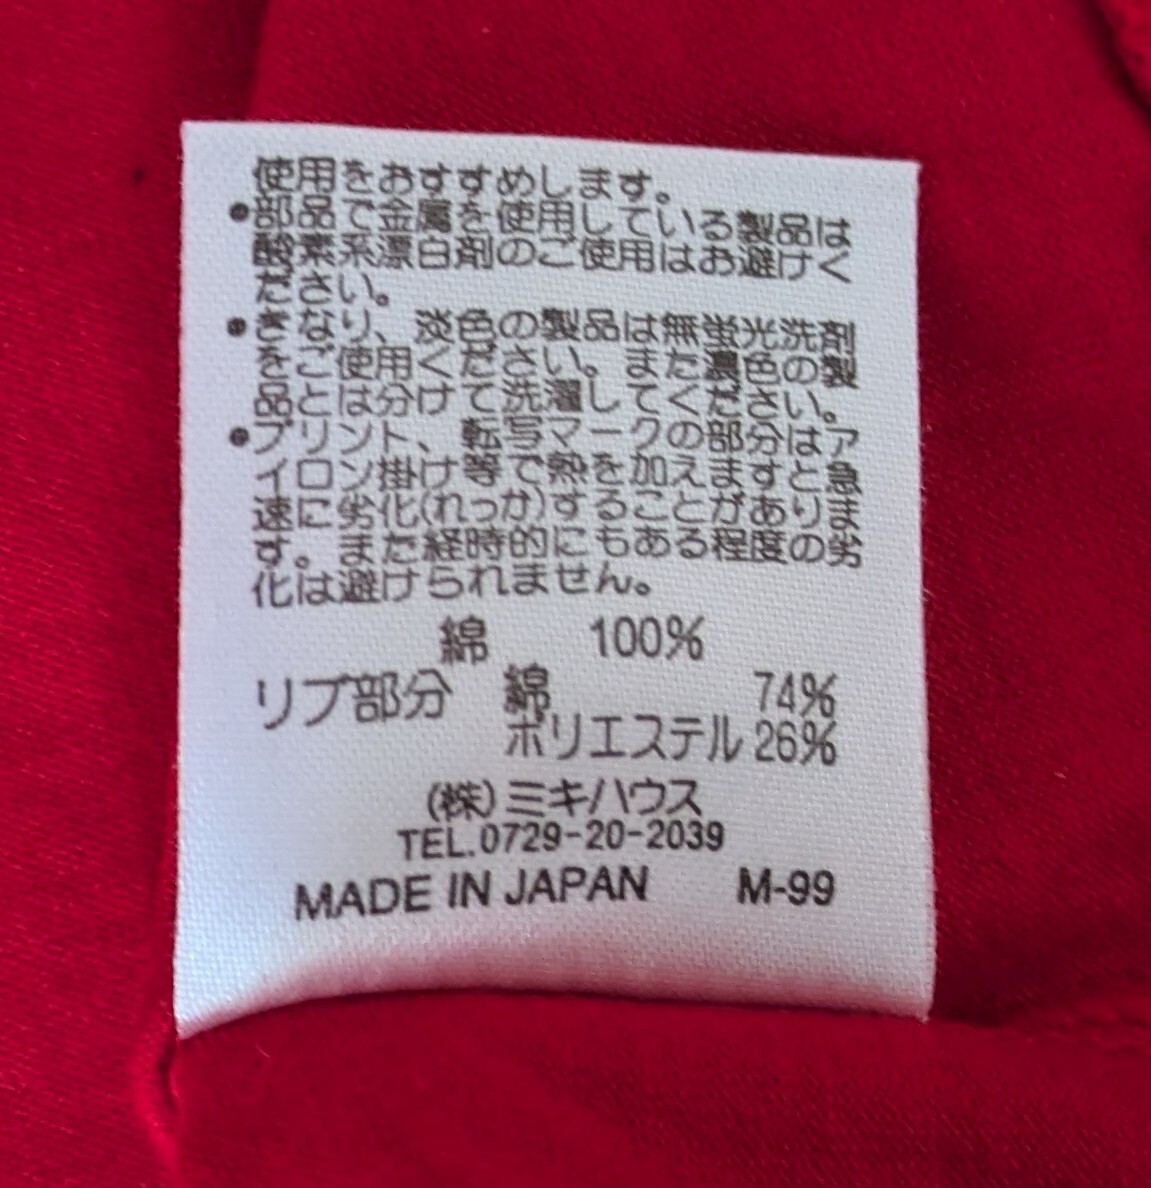 使用をおすすめします。
●部品で金属を使用している製品は
酸素系漂白剤のご使用はお避けく
ださい。
●きなり、淡色の製品は無蛍光洗剤
をご使用ください。また濃色の製
品とは分けて洗濯してください。
●プリント、転写マークの部分はア
イロン掛け等で熱を加えますと急
速に劣化(れっか)することがありま
す。また経時的にもある程度の劣
化は避けられません。
綿 100%
リブ部分 綿 74%
ポリエステル 26%
(株)ミキハウス
TEL.0729-20-2039
MADE IN JAPAN M-99